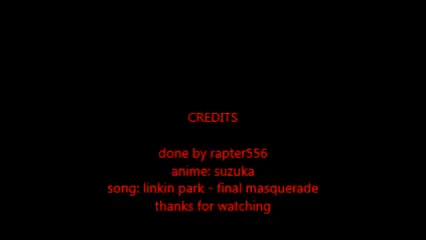 CREDITS
done by rapter556
anime: suzuka
song: linkin park - final masquerade
thanks for watching